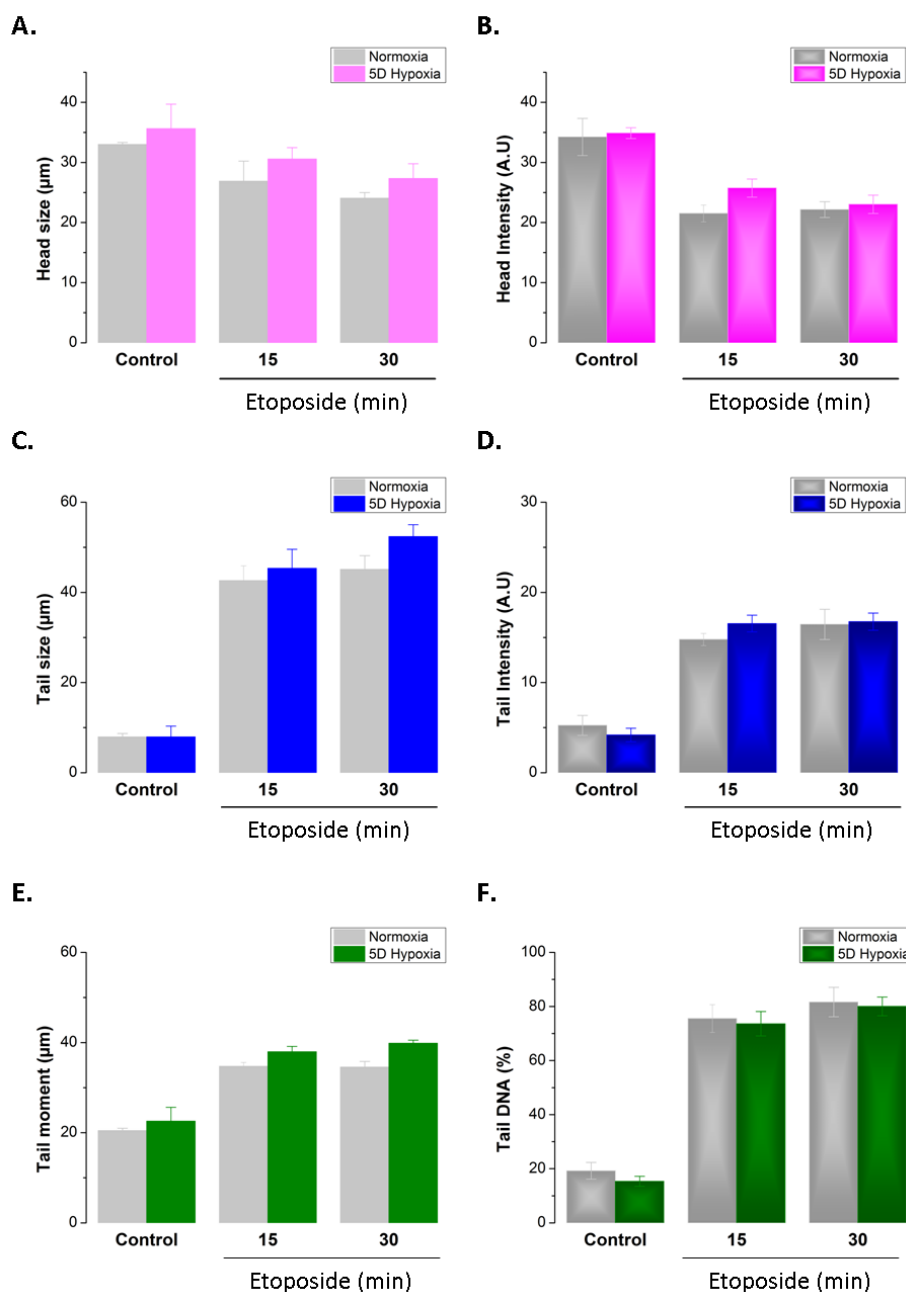 A.
Normoxia
5D Hypoxia
Head size (µm)
40
30
20
10
0
Control
15
30
Etoposide (min)
B.
Normoxia
5D Hypoxia
Head Intensity (A.U)
40
30
20
10
0
Control
15
30
Etoposide (min)
C.
Normoxia
5D Hypoxia
Tail size (µm)
60
40
20
0
Control
15
30
Etoposide (min)
D.
Normoxia
5D Hypoxia
Tail Intensity (A.U)
30
20
10
0
Control
15
30
Etoposide (min)
E.
Normoxia
5D Hypoxia
Tail moment (µm)
60
40
20
0
Control
15
30
Etoposide (min)
F.
Normoxia
5D Hypoxia
Tail DNA (%)
100
80
60
40
20
0
Control
15
30
Etoposide (min)